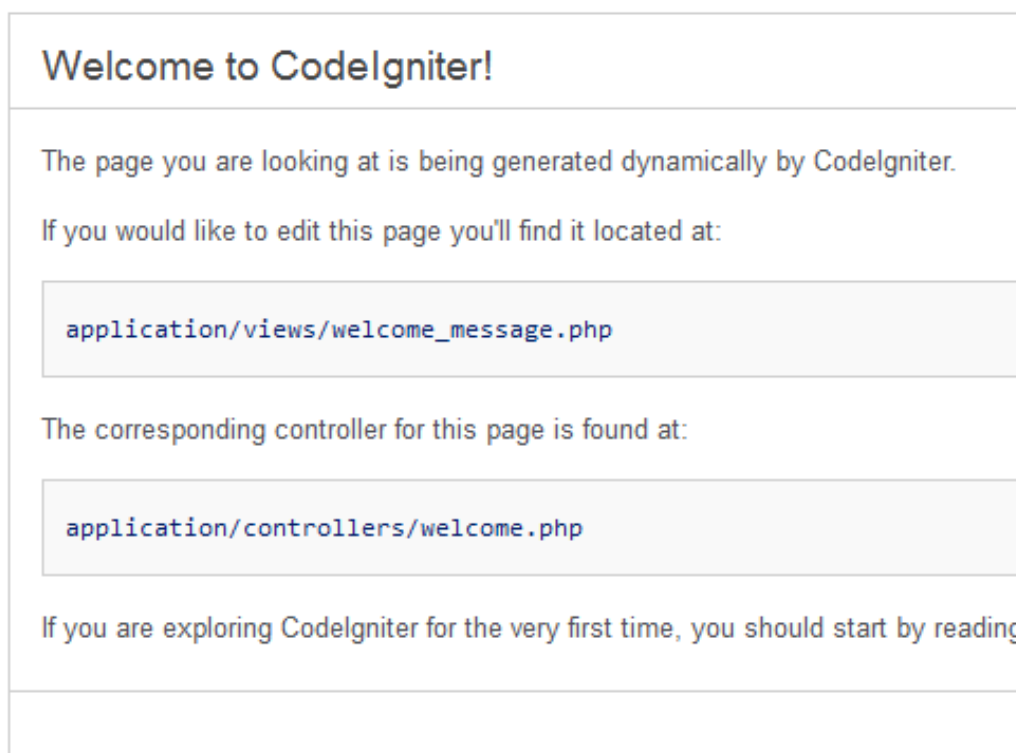 Welcome to CodeIgniter!
The page you are looking at is being generated dynamically by CodeIgniter.
If you would like to edit this page you'll find it located at:
application/views/welcome_message.php
The corresponding controller for this page is found at:
application/controllers/welcome.php
If you are exploring CodeIgniter for the very first time, you should start by reading